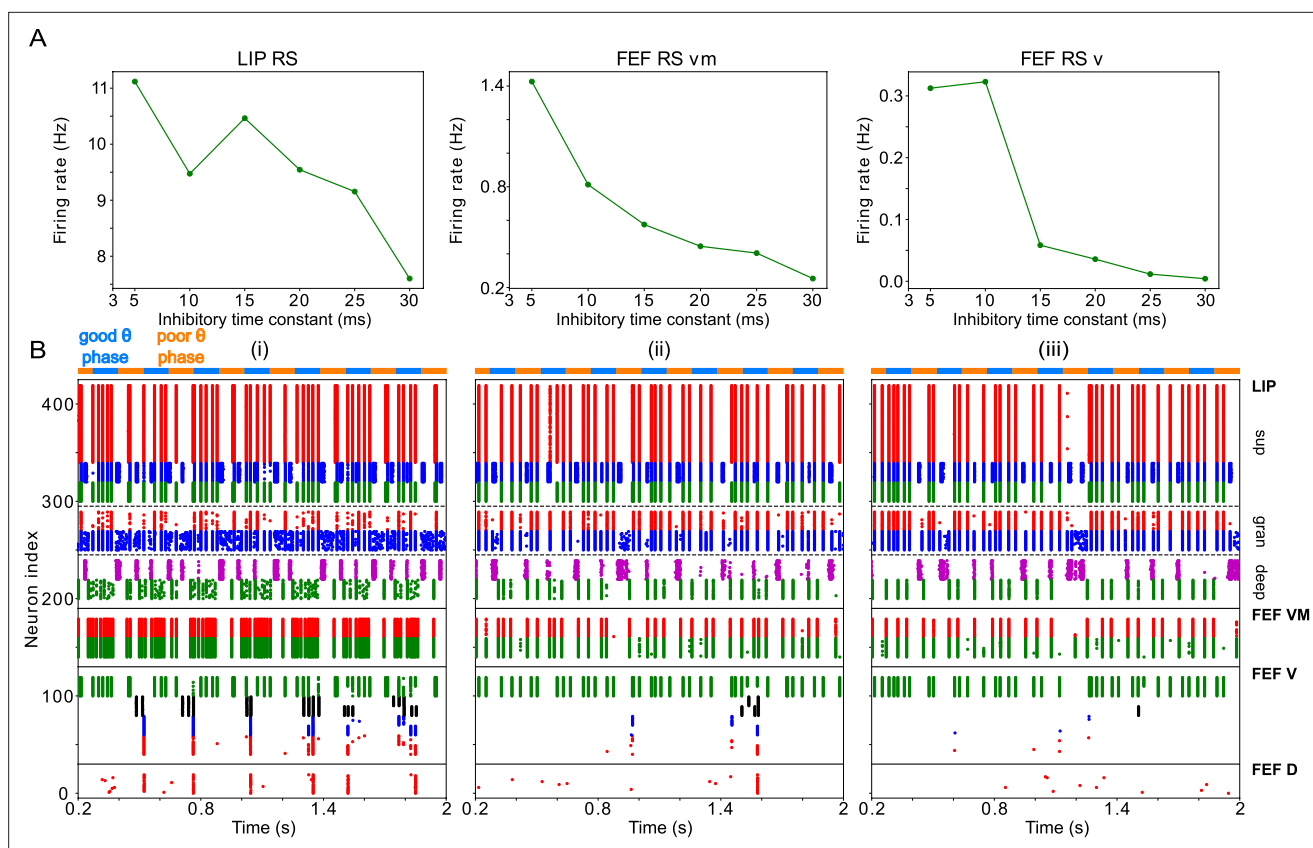 A
LIP RS
FEF RS vm
FEF RS v
Firing rate (Hz)
11
10
9
8
3 5 10 15 20 25 30
Inhibitory time constant (ms)
Firing rate (Hz)
1.4
0.8
0.2
3 5 10 15 20 25 30
Inhibitory time constant (ms)
Firing rate (Hz)
0.3
0.2
0.1
0.0
3 5 10 15 20 25 30
Inhibitory time constant (ms)
B
good θ phase
poor θ phase
(i)
(ii)
(iii)
Neuron index
400
300
200
100
0
LIP
sup
gran
deep
FEF VM
FEF V
FEF D
0.2 0.8 1.4 2
Time (s)
0.2 0.8 1.4 2
Time (s)
0.2 0.8 1.4 2
Time (s)